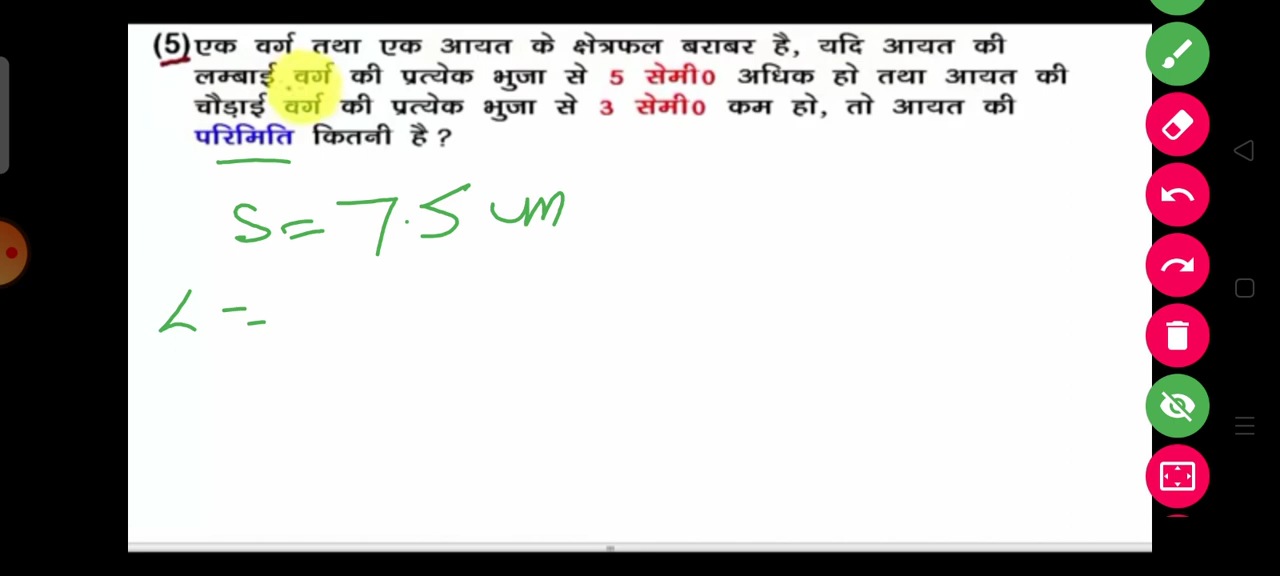 (5) एक वर्ग तथा एक आयत के क्षेत्रफल बराबर है, यदि आयत की
लम्बाई वर्ग की प्रत्येक भुजा से 5 सेमी0 अधिक हो तथा आयत की
चौड़ाई वर्ग की प्रत्येक भुजा से 3 सेमी0 कम हो, तो आयत की
परिमिति कितनी है ?
S = 7.5 cm
L =